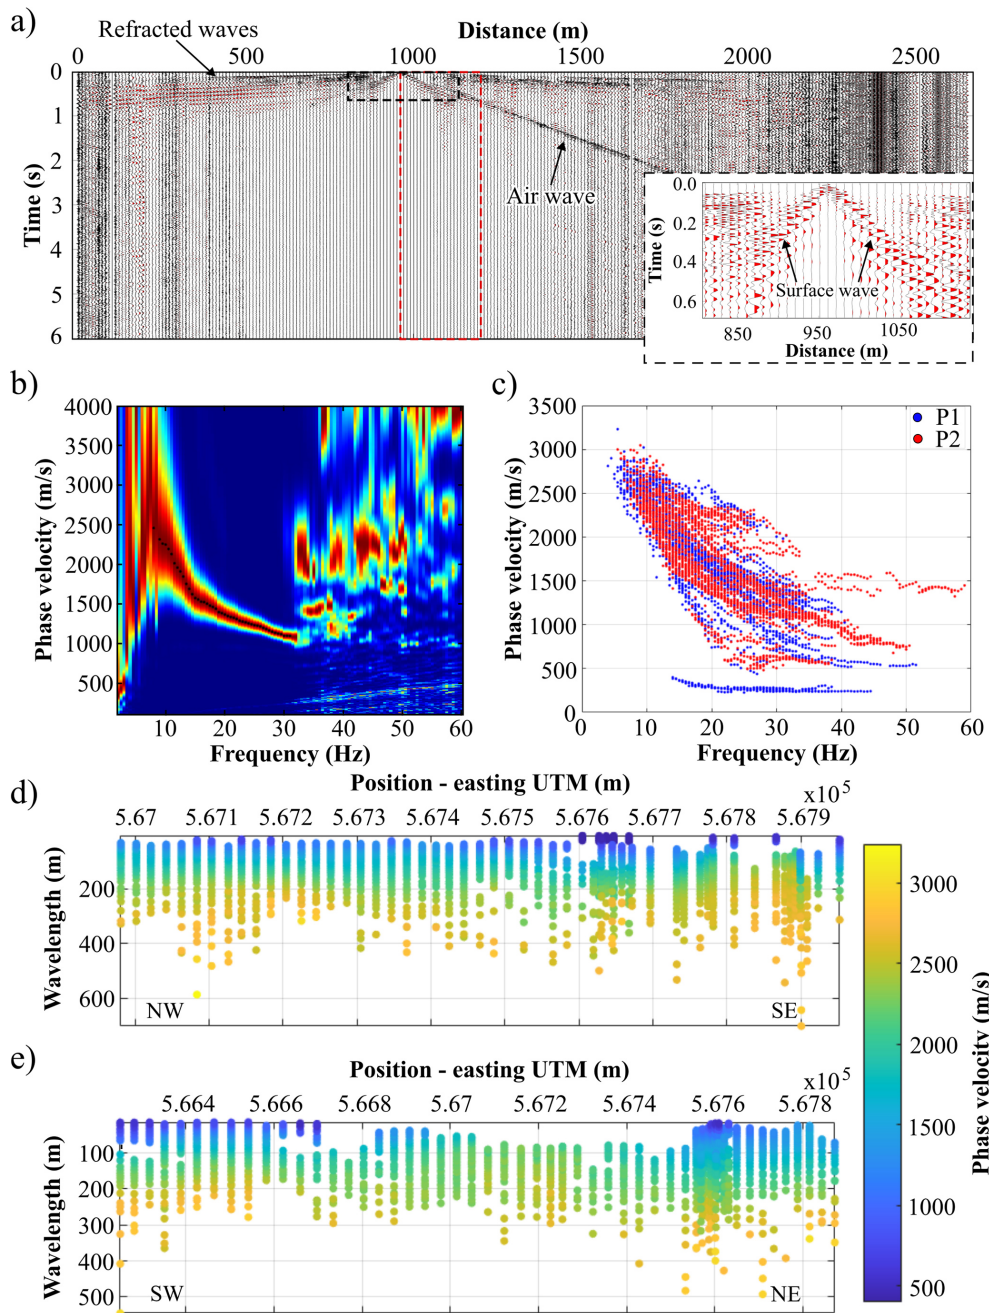 a)
Refracted waves
Distance (m)
0 500 1000 1500 2000 2500
0
1
2
3
4
5
6
Time (s)
Air wave
0.0
0.2
0.4
0.6
Time (s)
Surface wave
850 950 1050
Distance (m)
b)
4000
3500
3000
2500
2000
1500
1000
500
Phase velocity (m/s)
10 20 30 40 50 60
Frequency (Hz)
c)
3500
3000
2500
2000
1500
1000
500
0
Phase velocity (m/s)
P1
P2
0 10 20 30 40 50 60
Frequency (Hz)
d)
Position - easting UTM (m)
x10⁵
5.67 5.671 5.672 5.673 5.674 5.675 5.676 5.677 5.678 5.679
200
400
600
Wavelength (m)
NW SE
e)
Position - easting UTM (m)
x10⁵
5.664 5.666 5.668 5.67 5.672 5.674 5.676 5.678
100
200
300
400
500
Wavelength (m)
SW NE
3000
2500
2000
1500
1000
500
Phase velocity (m/s)